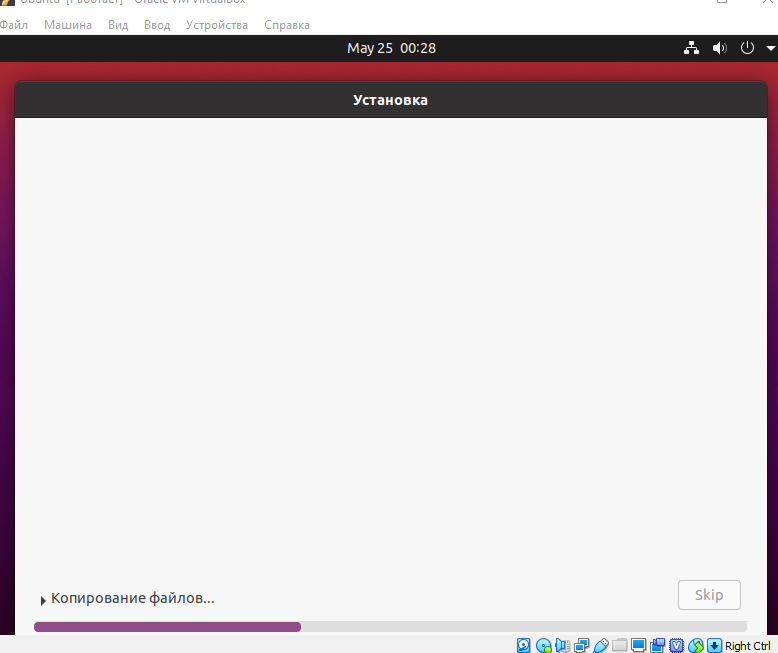 Файл Машина Вид Ввод Устройства Справка
May 25 00:28
Установка
Копирование файлов...
Skip
Right Ctrl